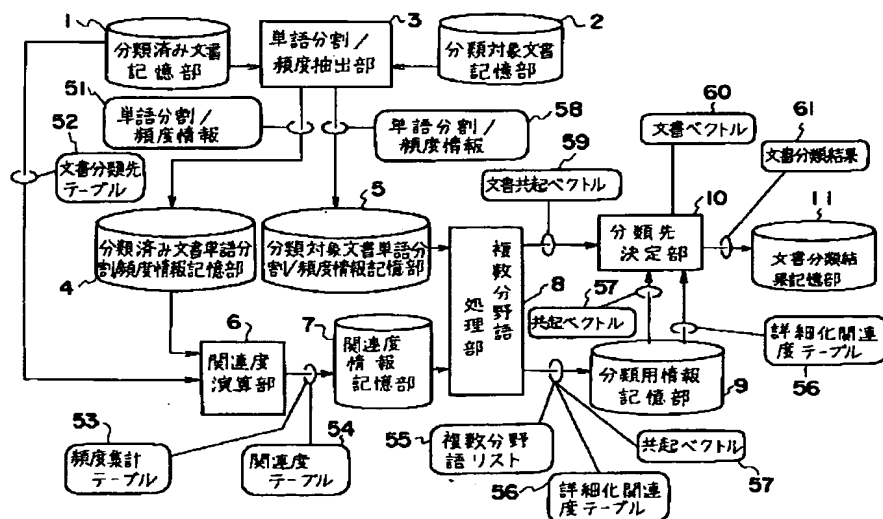 1
3
2
分類済み文書
記憶部
単語分割/
頻度抽出部
分類対象文書
記憶部
51
単語分割/
頻度情報
52
文書分類先
テーブル
単語分割/
頻度情報
58
59
文書共起ベクトル
60
文書ベクトル
61
文書分類結果
5
10
11
分類済み文書単語分
割/頻度情報記憶部
4
分類対象文書単語分
割/頻度情報記憶部
複数分野語
処理部
8
分類先
決定部
文書分類結
果記憶部
57
共起ベクトル
6
関連度
演算部
7
関連度
情報
記憶部
分類用情報
記憶部
9
詳細化関連
度テーブル
56
53
頻度集計
テーブル
54
関連度
テーブル
55
複数分野
語リスト
56
詳細化関連
度テーブル
共起ベクトル
57